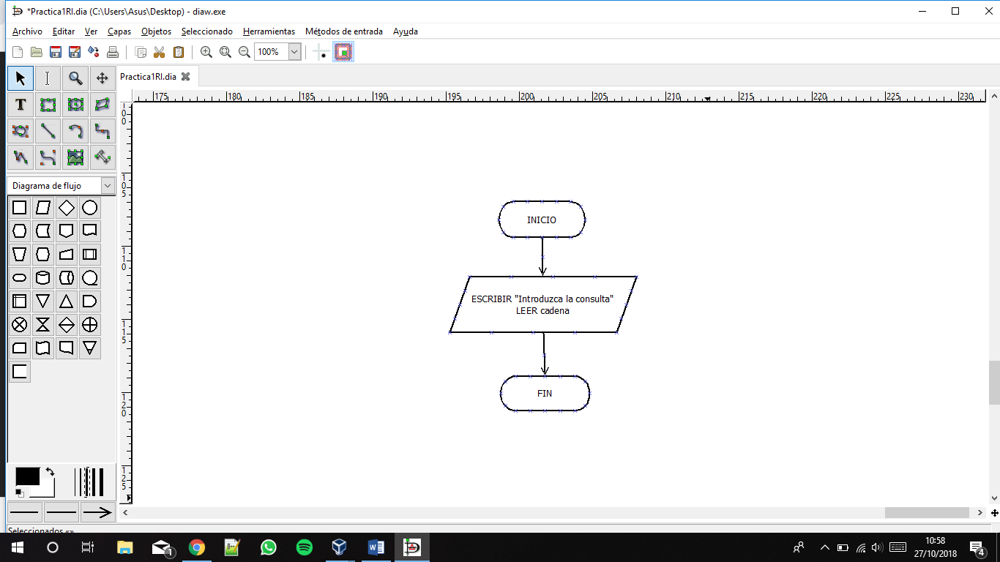 *Practica1RI.dia (C:\Users\Asus\Desktop) - diaw.exe
Archivo Editar Ver Capas Objetos Seleccionado Herramientas Métodos de entrada Ayuda
100%
Practica1RI.dia
175 180 185 190 195 200 205 210 215 220 225 230
100
105
110
115
120
125
T
Diagrama de flujo
INICIO
ESCRIBIR "Introduzca la consulta"
LEER cadena
FIN
Seleccionados «»
1
10:58
27/10/2018
4